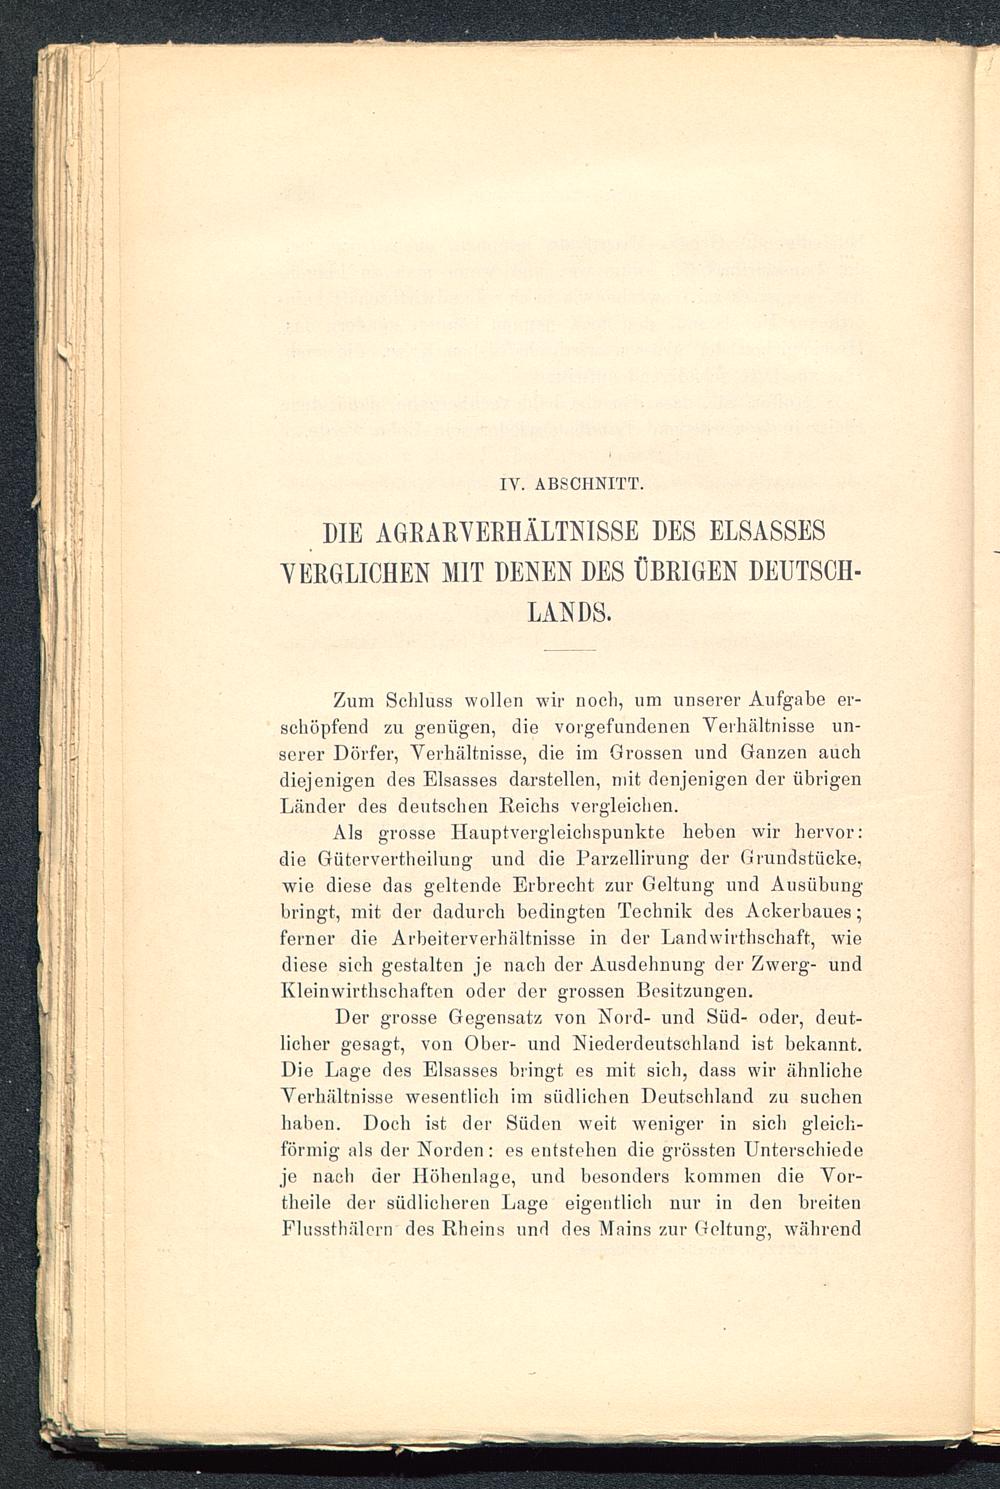 IV. ABSCHNITT.
DIE AGRARVERHÄLTNISSE DES ELSASSES
VERGLICHEN MIT DENEN DES ÜBRIGEN DEUTSCH-
LANDS.
Zum Schluss wollen wir noch, um unserer Aufgabe er-
schöpfend zu genügen, die vorgefundenen Verhältnisse un-
serer Dörfer, Verhältnisse, die im Grossen und Ganzen auch
diejenigen des Elsasses darstellen, mit denjenigen der übrigen
Länder des deutschen Reichs vergleichen.
Als grosse Hauptvergleichspunkte heben wir hervor:
die Gütervertheilung und die Parzellirung der Grundstücke,
wie diese das geltende Erbrecht zur Geltung und Ausübung
bringt, mit der dadurch bedingten Technik des Ackerbaues;
ferner die Arbeiterverhältnisse in der Landwirthschaft, wie
diese sich gestalten je nach der Ausdehnung der Zwerg- und
Kleinwirthschaften oder der grossen Besitzungen.
Der grosse Gegensatz von Nord- und Süd- oder, deut-
licher gesagt, von Ober- und Niederdeutschland ist bekannt.
Die Lage des Elsasses bringt es mit sich, dass wir ähnliche
Verhältnisse wesentlich im südlichen Deutschland zu suchen
haben. Doch ist der Süden weit weniger in sich gleich-
förmig als der Norden: es entstehen die grössten Unterschiede
je nach der Höhenlage, und besonders kommen die Vor-
theile der südlicheren Lage eigentlich nur in den breiten
Flussthälern des Rheins und des Mains zur Geltung, während